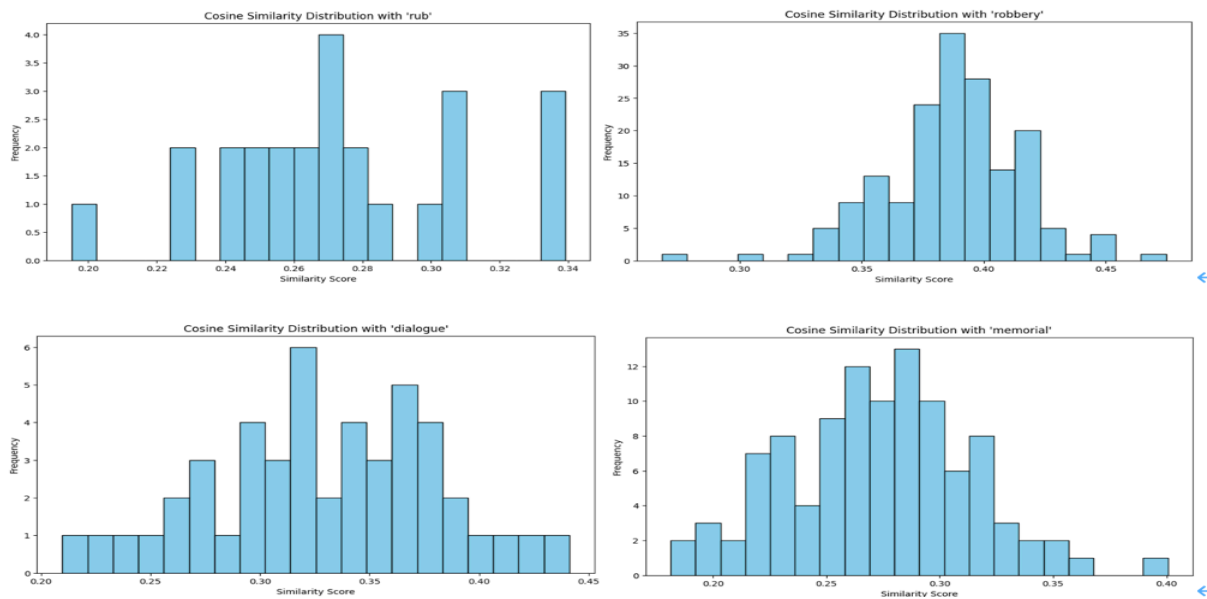 Cosine Similarity Distribution with 'rub'
Frequency
4.0
3.5
3.0
2.5
2.0
1.5
1.0
0.5
0.0
0.20 0.22 0.24 0.26 0.28 0.30 0.32 0.34
Similarity Score
Cosine Similarity Distribution with 'robbery'
Frequency
35
30
25
20
15
10
5
0
0.30 0.35 0.40 0.45
Similarity Score
Cosine Similarity Distribution with 'dialogue'
Frequency
6
5
4
3
2
1
0
0.20 0.25 0.30 0.35 0.40 0.45
Similarity Score
Cosine Similarity Distribution with 'memorial'
Frequency
12
10
8
6
4
2
0
0.20 0.25 0.30 0.35 0.40
Similarity Score